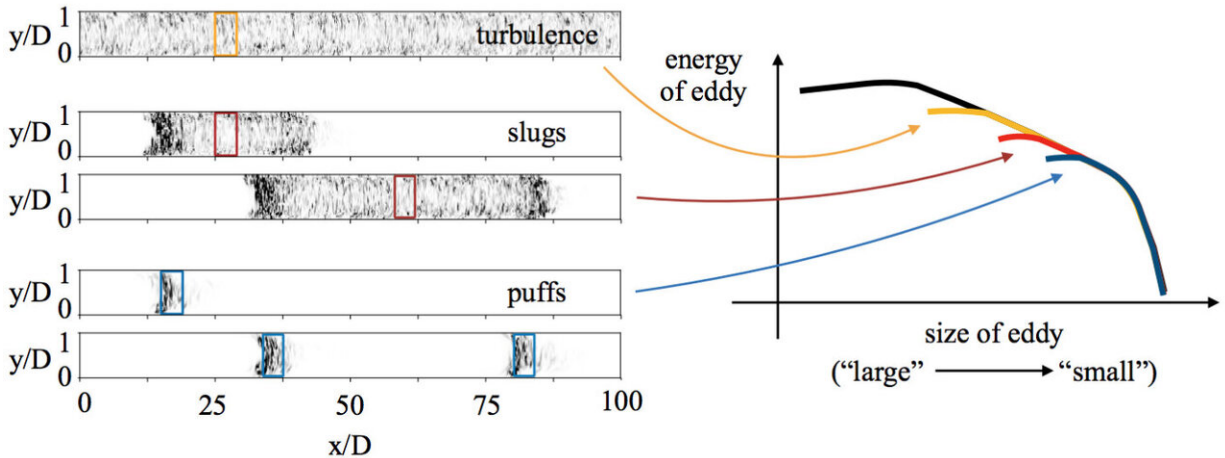 y/D
1
0
turbulence
y/D
1
0
slugs
y/D
1
0
y/D
1
0
puffs
y/D
1
0
0
25
50
75
100
x/D
energy
of eddy
size of eddy
(“large” “small”)